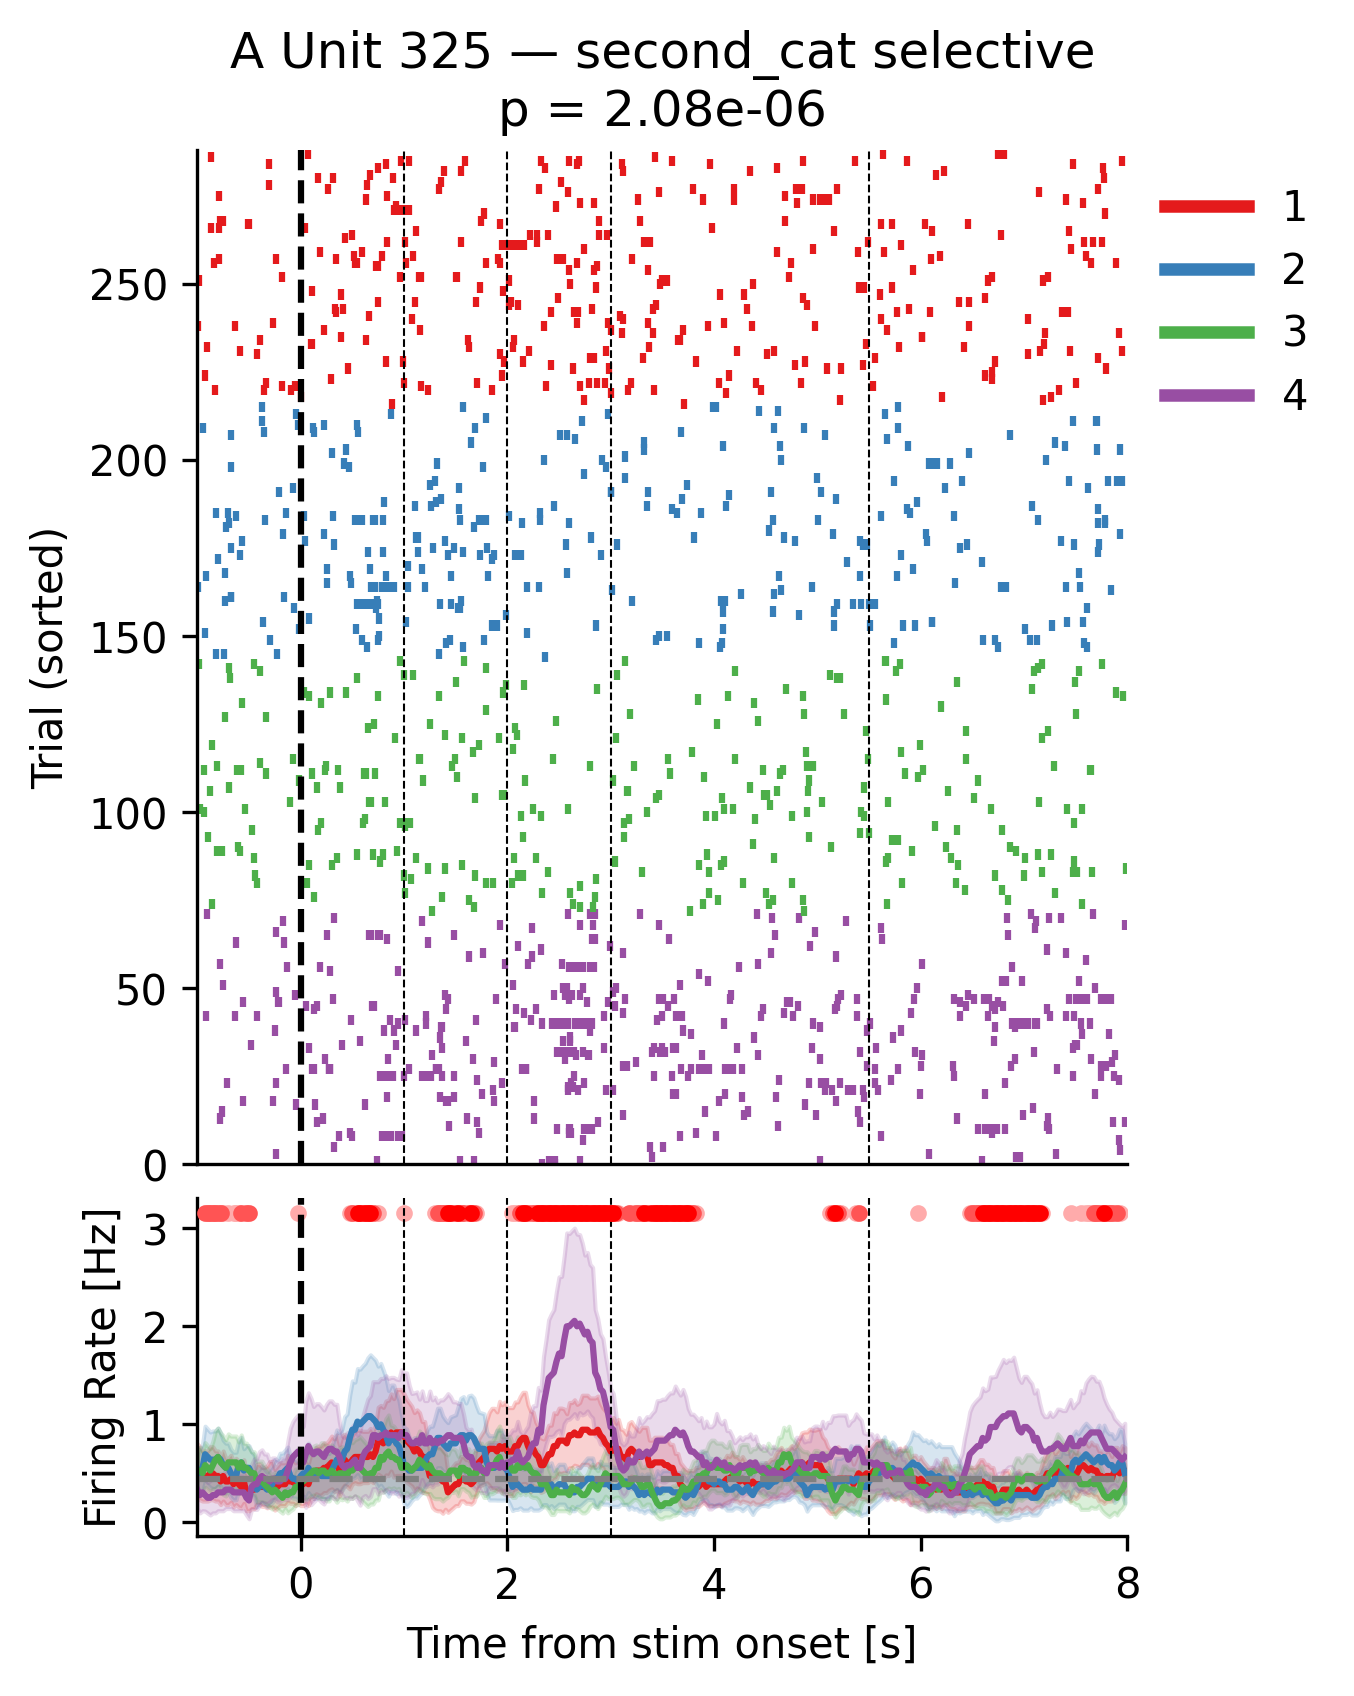 A Unit 325 — second_cat selective
p = 2.08e-06
1
2
3
4
250
200
150
100
50
0
Trial (sorted)
3
2
1
0
Firing Rate [Hz]
0 2 4 6 8
Time from stim onset [s]